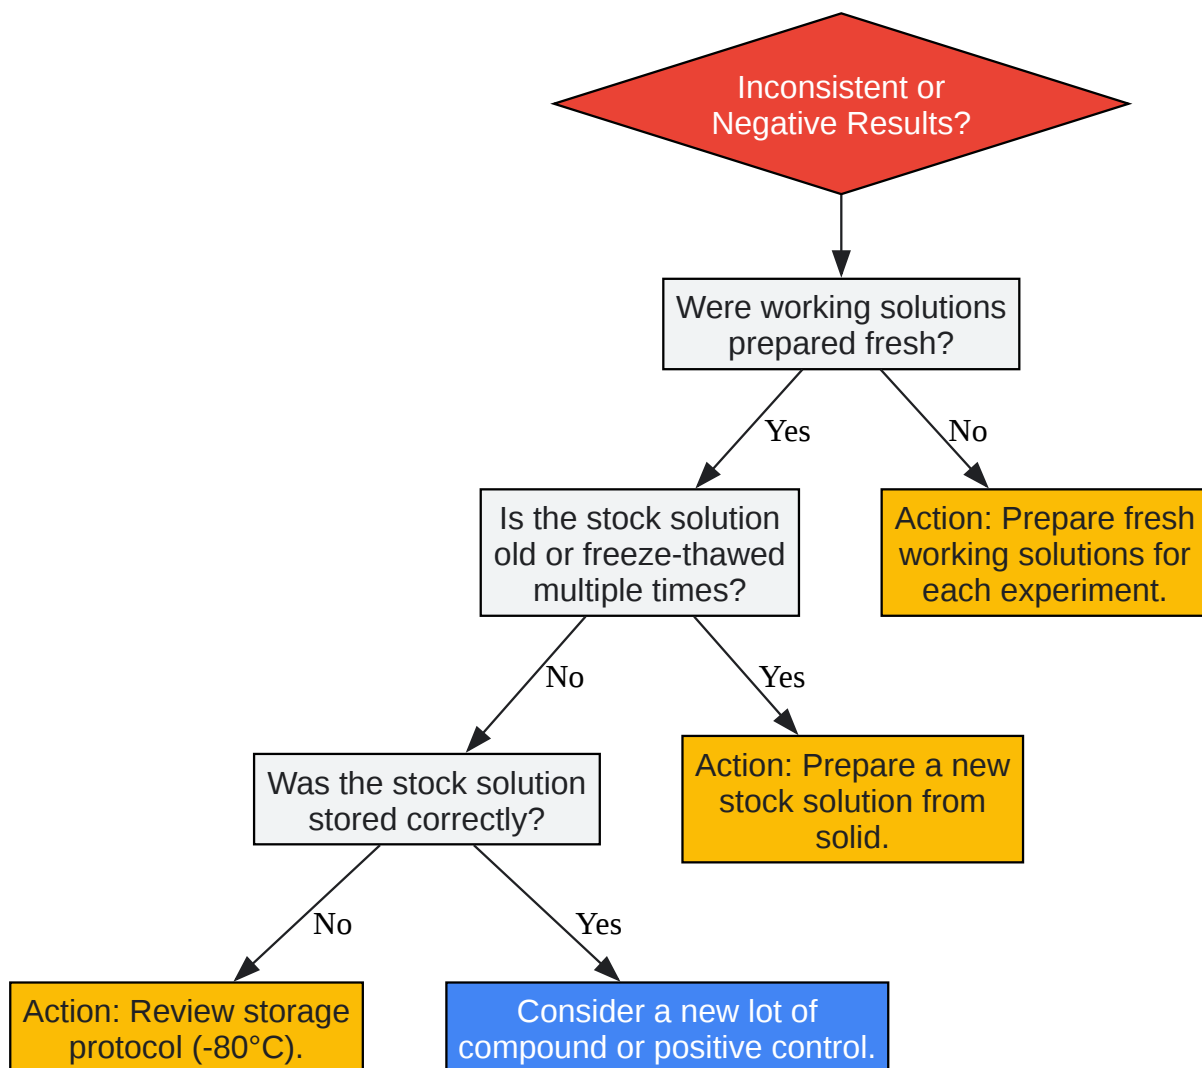 Inconsistent or
Negative Results?
Were working solutions
prepared fresh?
Yes
No
Is the stock solution
old or freeze-thawed
multiple times?
Action: Prepare fresh
working solutions for
each experiment.
No
Yes
Was the stock solution
stored correctly?
Action: Prepare a new
stock solution from
solid.
No
Yes
Action: Review storage
protocol (-80°C).
Consider a new lot of
compound or positive control.